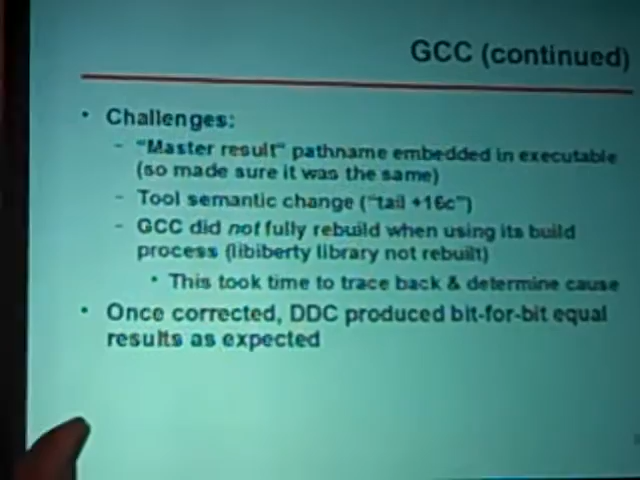 GCC (continued)
• Challenges:
– "Master result" pathname embedded in executable
(so made sure it was the same)
– Tool semantic change ("tail +16c")
– GCC did not fully rebuild when using its build
process (libiberty library not rebuilt)
• This took time to trace back & determine cause
• Once corrected, DDC produced bit-for-bit equal
results as expected